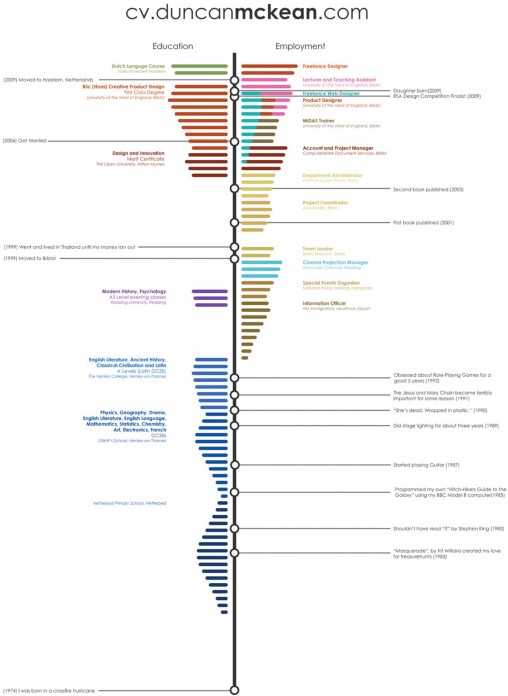 cv.duncanmckean.com
Education
Employment
Dutch Languge Course
Freelance Designer
(2009) Moved to Haarlem, Netherlands
Lecturer and Teaching Assistant
University of the West of England, Bristol
BSc (Hons) Creative Product Design
First Class Degree
University of the West of England, Bristol
Daughter born(2009)
Freelance Web Designer
RSA Design Competition Finalist (2009)
Product Designer
University of the West of England, Bristol
MIDAS Trainer
University of the West of England, Bristol
(2006) Got Married
Design and Innovation
Merit Certificate
The Open University, Milton Keynes
Account and Project Manager
Computershare Document Services, Bristol
Department Administrator
Second book published (2003)
Project Coordinator
First book published (2001)
(1999) Went and lived in Thailand until my money ran out
Team Leader
(1999) Moved to Bristol
Cinema Projection Manager
Showcase Cinemas, Reading
Special Events Organiser
Modern History, Psychology
AS Level evening classes
Reading University, Reading
Information Officer
HM Immigration, Heathrow Airport
English Literature, Ancient History,
Classical Civilisation and Latin
A Levels (Latin GCSE)
The Henley College, Henley-on-Thames
Obsessed about Role-Playing Games for a
good 3 years (1992)
The Jesus and Mary Chain became terribly
important for some reason (1991)
"She's dead. Wrapped in plastic." (1990)
Physics, Geography, Drama,
English Literature, English Language,
Mathematics, Statistics, Chemistry,
Art, Electronics, French
GCSEs
Gillott's School, Henley-on-Thames
Did stage lighting for about three years (1989)
Started playing Guitar (1987)
Programmed my own "Hitch-Hikers Guide to the
Galaxy" using my BBC Model B computer(1985)
Nettlebed Primary School, Nettlebed
Shouldn't have read "IT" by Stephen King (1985)
"Masquerade", by Kit Williams created my love
for treasurehunts (1983)
(1974) I was born in a crossfire hurricane